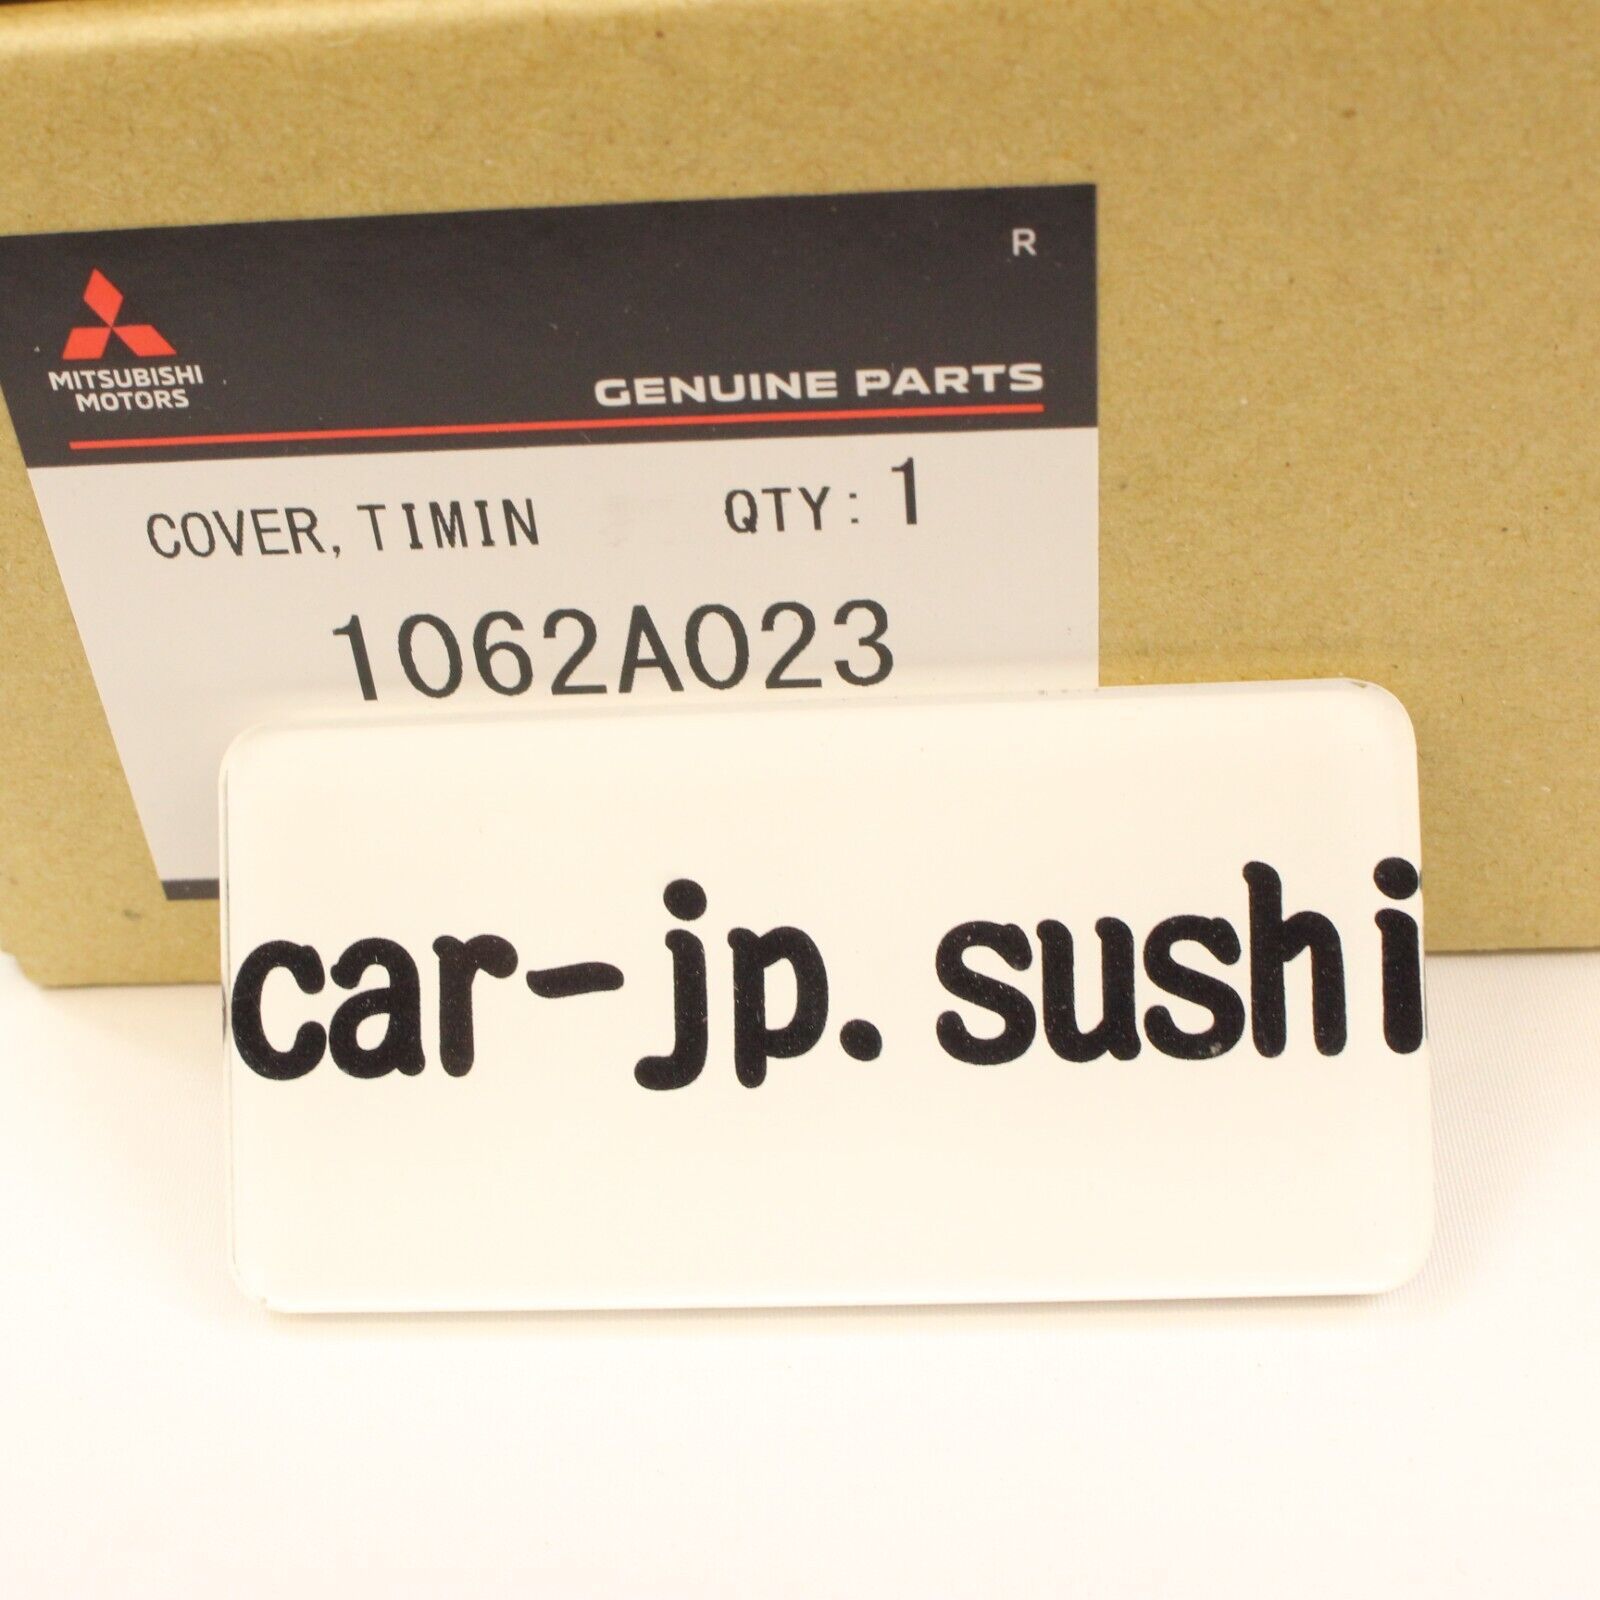 R
MITSUBISHI
MOTORS
GENUINE PARTS
COVER, TIMIN QTY: 1
1062A023
car-jp. sushi